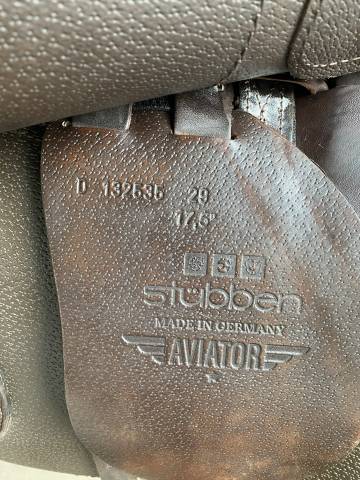 D 132535 29
17,5"
stübben
MADE IN GERMANY
AVIATOR